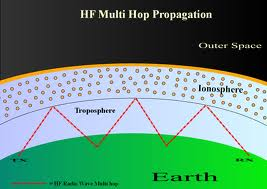 HF Multi Hop Propagation
Outer Space
Ionosphere
Troposphere
TX
RX
Earth
= HF Radio Wave Multi hop